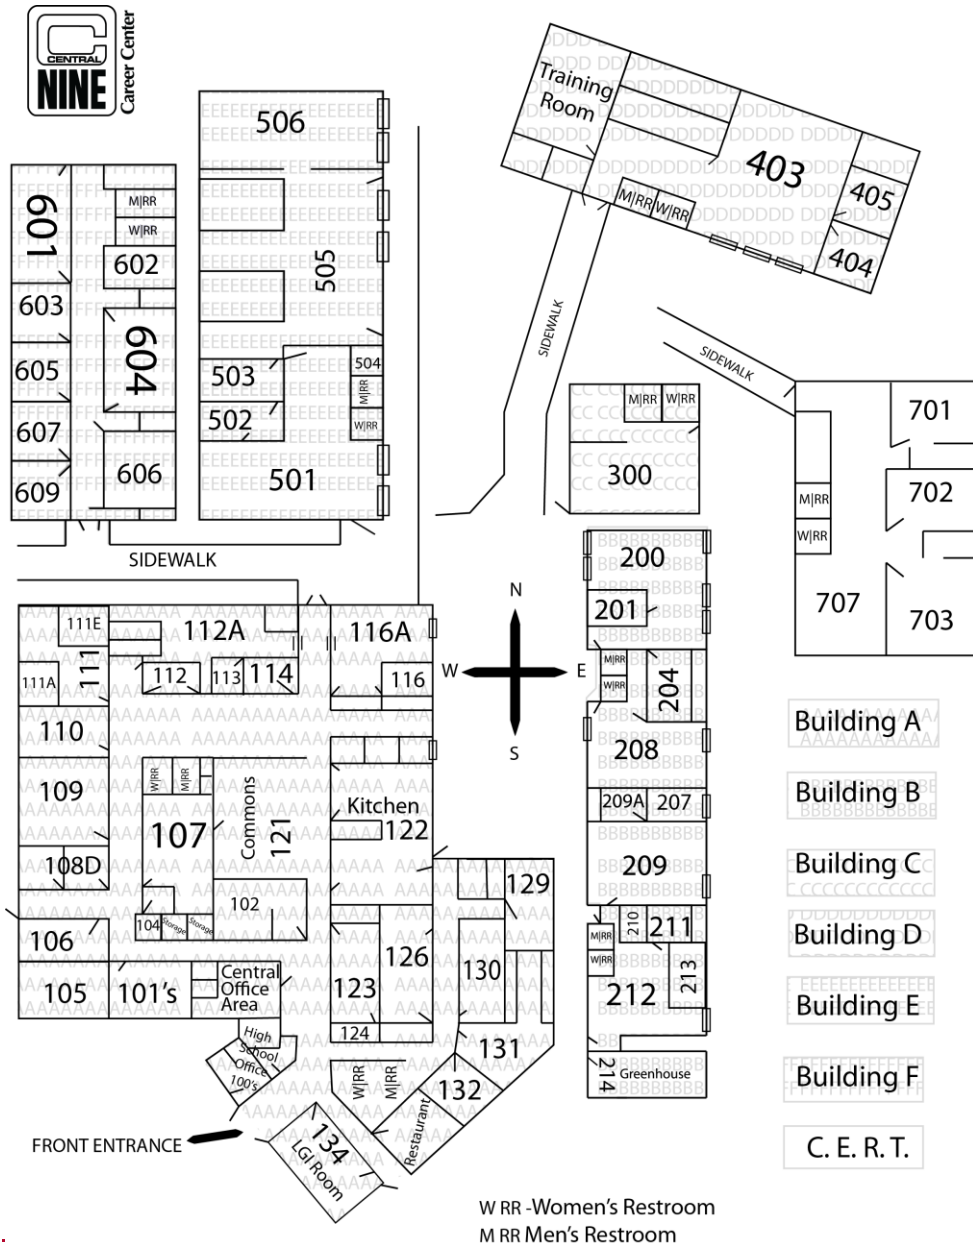 CENTRAL
NINE
Career Center
506
505
503
502
504
M|RR
W|RR
501
601
M|RR
W|RR
602
603
604
605
607
606
609
SIDEWALK
Training
Room
403
405
404
M|RR
W|RR
SIDEWALK
SIDEWALK
M|RR
W|RR
300
701
702
703
707
M|RR
W|RR
200
201
M|RR
W|RR
204
208
209A
207
209
210
211
M|RR
W|RR
212
213
214
Greenhouse
N
W
E
S
111E
112A
116A
111
111A
112
113
114
116
110
109
W|RR
M|RR
107
Commons
121
Kitchen
122
108D
102
104
Storage
Storage
106
105
101's
Central
Office
Area
126
123
124
129
130
131
132
High
School
Office
100's
W|RR
M|RR
Restaurant
134
LGI Room
FRONT ENTRANCE
Building A
Building B
Building C
Building D
Building E
Building F
C. E. R. T.
W RR -Women's Restroom
M RR Men's Restroom